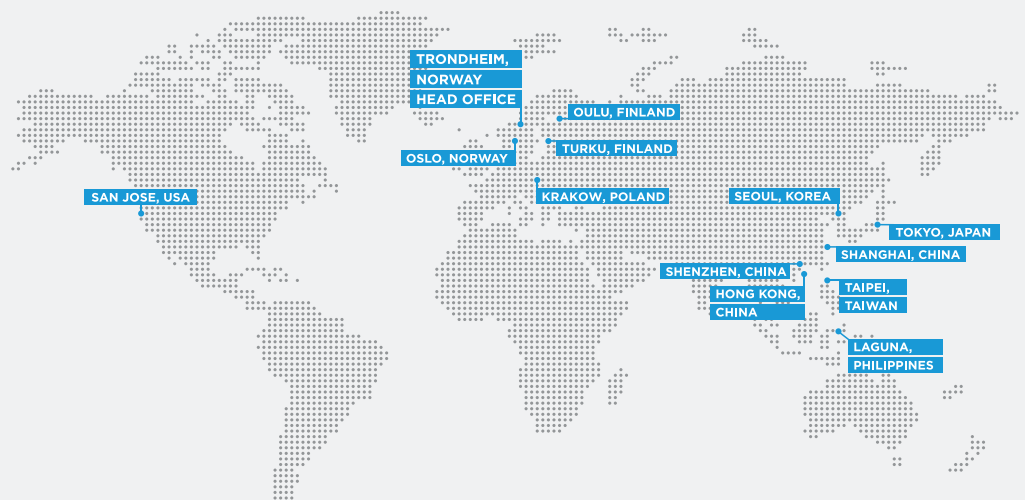 TRONDHEIM,
NORWAY
HEAD OFFICE
OULU, FINLAND
TURKU, FINLAND
OSLO, NORWAY
SAN JOSE, USA
KRAKOW, POLAND
SEOUL, KOREA
TOKYO, JAPAN
SHANGHAI, CHINA
SHENZHEN, CHINA
HONG KONG,
CHINA
TAIPEI,
TAIWAN
LAGUNA,
PHILIPPINES